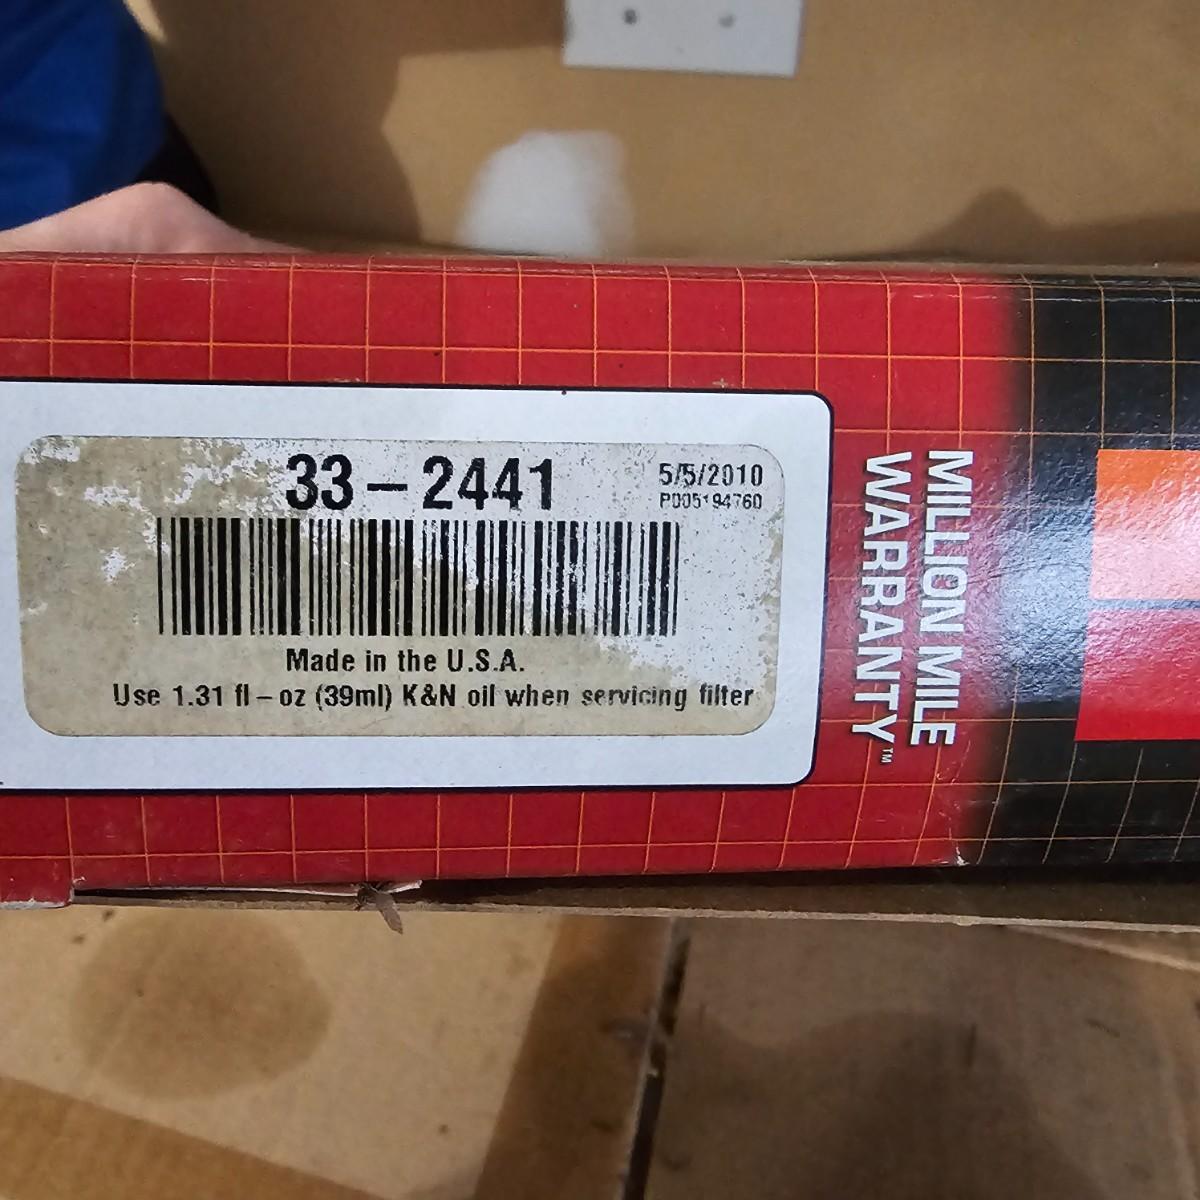 33-2441
5/5/2010
P005194760
Made in the U.S.A.
Use 1.31 fl-oz (39ml) K&N oil when servicing filter
MILLION MILE
WARRANTY™